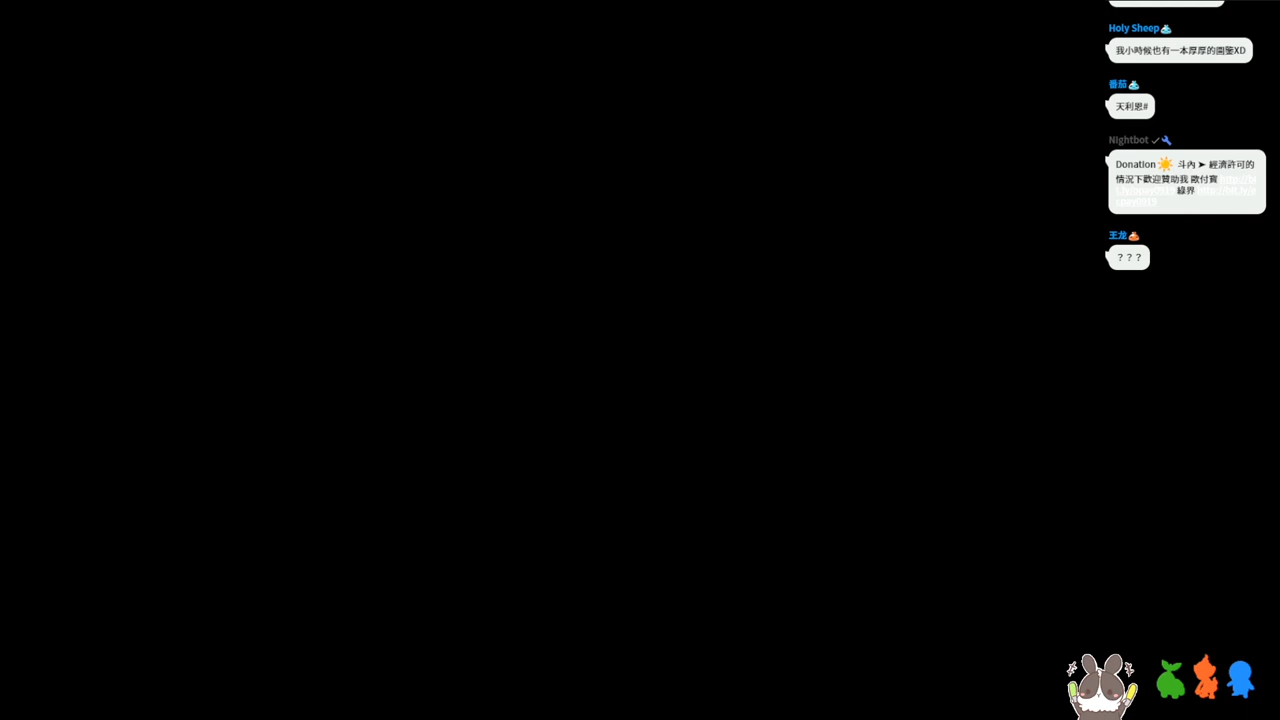 Holy Sheep
我小時候也有一本厚厚的圖鑒XD
番茄
天利恩#
Nightbot
Donation 斗內 ➤ 經濟許可的
情況下歡迎贊助我 歐付寶
綠界
王龙
？？？